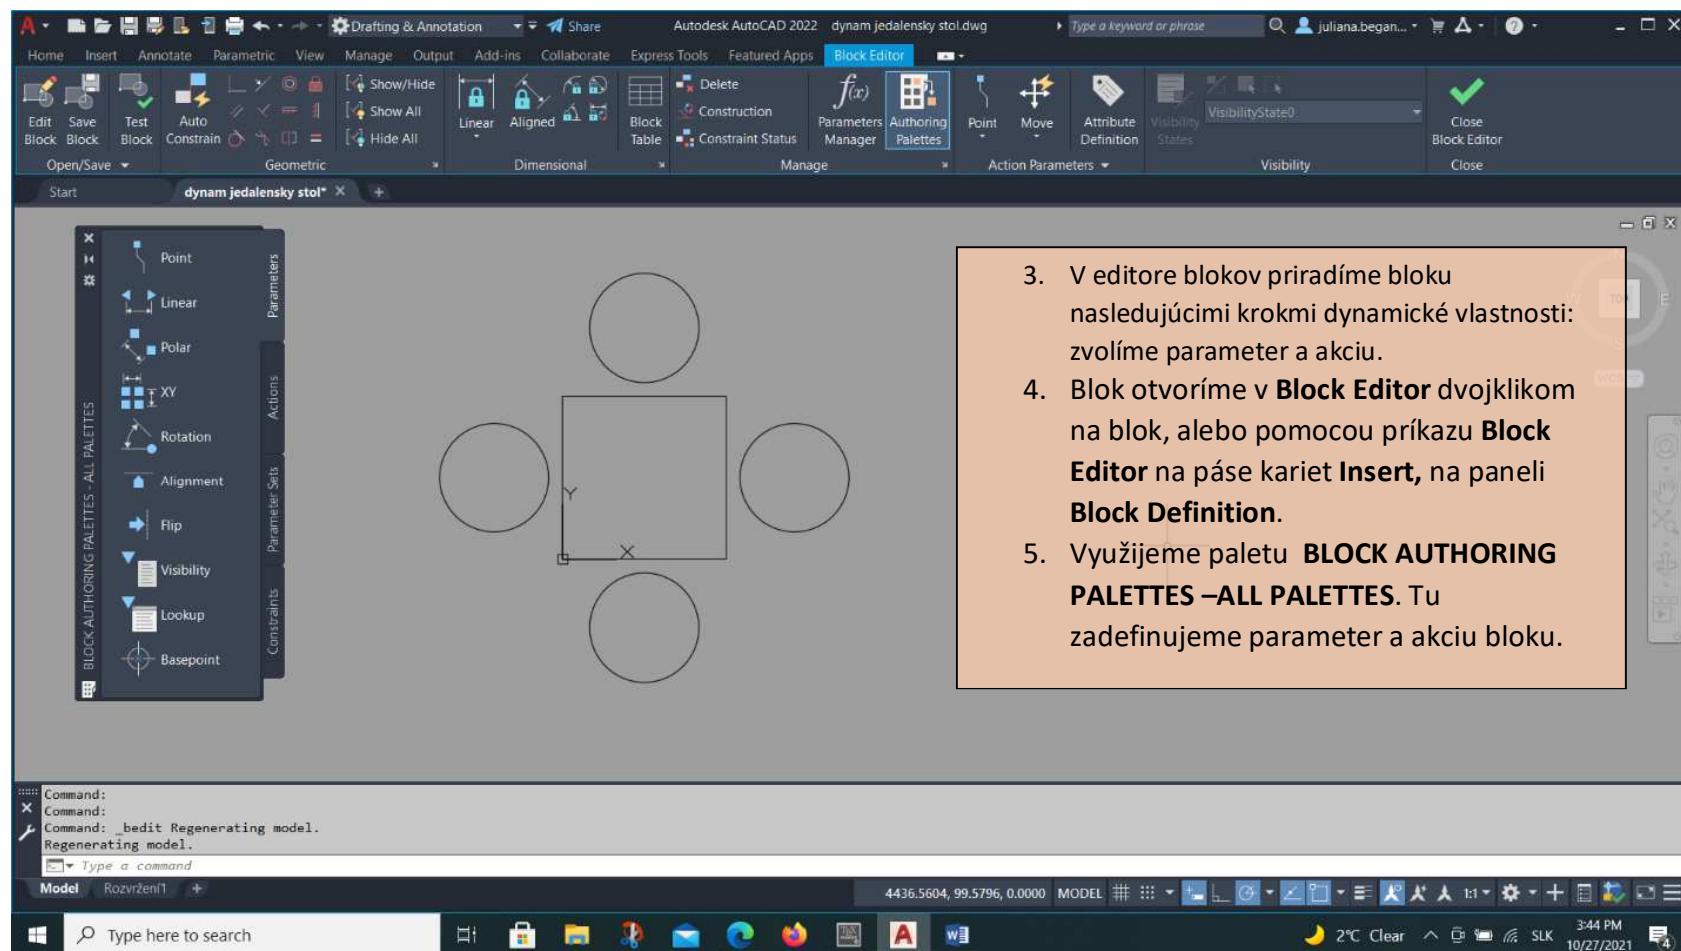 Drafting & Annotation
Share
Autodesk AutoCAD 2022 dynam jedalensky stol.dwg
Type a keyword or phrase
juliana.began...
Home Insert Annotate Parametric View Manage Output Add-ins Collaborate Express Tools Featured Apps Block Editor
Edit Block
Save Block
Test Block
Auto Constrain
Show/Hide
Show All
Hide All
Linear
Aligned
Block Table
Delete
Construction
Constraint Status
Parameters Manager
Authoring Palettes
Point
Move
Attribute Definition
Visibility States
VisibilityState0
Close Block Editor
Open/Save Geometric Dimensional Manage Action Parameters Visibility Close
Start dynam jedalensky stol*
Point
Linear
Polar
XY
Rotation
Alignment
Flip
Visibility
Lookup
Basepoint
Parameters
Actions
Parameter Sets
Constraints
BLOCK AUTHORING PALETTES - ALL PALETTES
Y
X
3. V editore blokov priradíme bloku
nasledujúcimi krokmi dynamické vlastnosti:
zvolíme parameter a akciu.
4. Blok otvoríme v Block Editor dvojklikom
na blok, alebo pomocou príkazu Block
Editor na páse kariet Insert, na paneli
Block Definition.
5. Využijeme paletu BLOCK AUTHORING
PALETTES –ALL PALETTES. Tu
zadefinujeme parameter a akciu bloku.
TOP
E
S
Command:
Command:
Command: _bedit Regenerating model.
Regenerating model.
Type a command
Model Rozvržení1
4436.5604, 99.5796, 0.0000 MODEL 1:1
Type here to search
2°C Clear
SLK
3:44 PM
10/27/2021
4